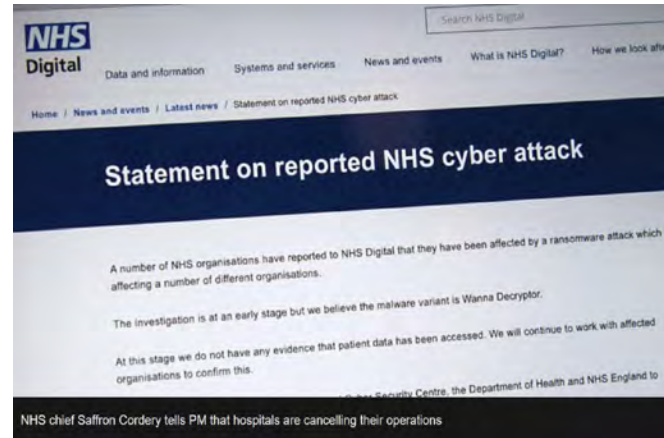 Search NHS Digital
NHS
Digital
Data and information Systems and services News and events What is NHS Digital? How we look afte
Home / News and events / Latest news / Statement on reported NHS cyber attack
Statement on reported NHS cyber attack
A number of NHS organisations have reported to NHS Digital that they have been affected by a ransomware attack which
affecting a number of different organisations.
The investigation is at an early stage but we believe the malware variant is Wanna Decryptor.
At this stage we do not have any evidence that patient data has been accessed. We will continue to work with affected
organisations to confirm this.
Security Centre, the Department of Health and NHS England to
NHS chief Saffron Cordery tells PM that hospitals are cancelling their operations